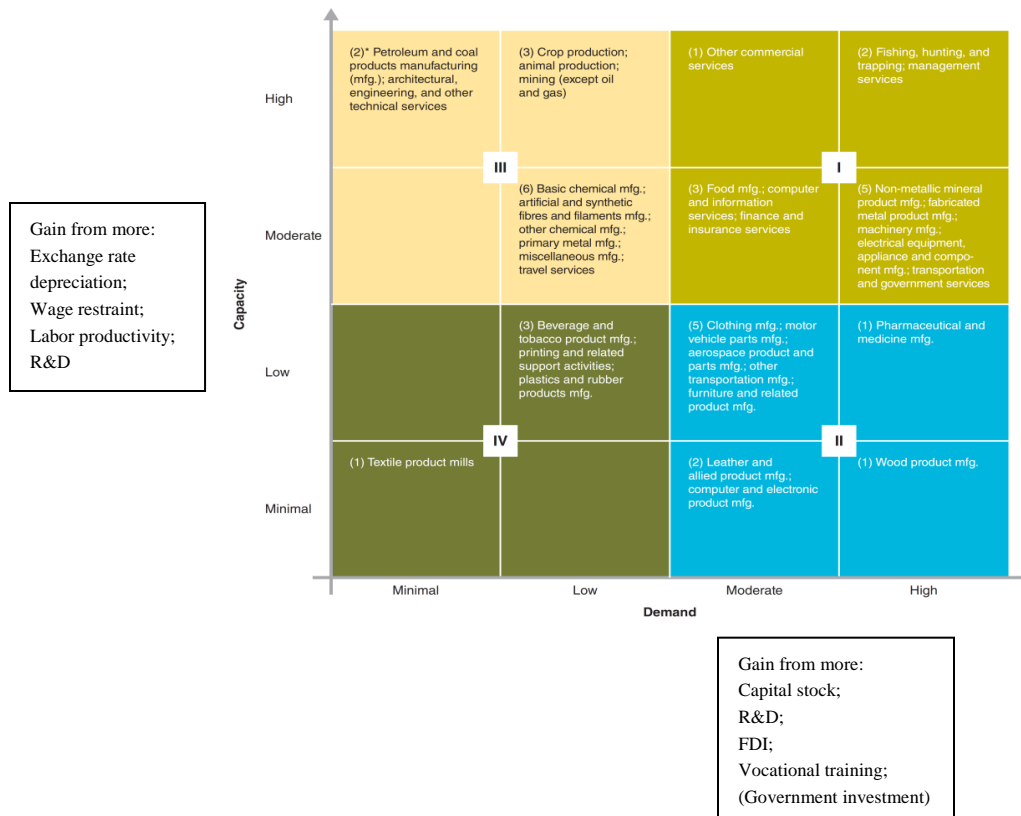 (2)* Petroleum and coal
products manufacturing
(mfg.); architectural,
engineering, and other
technical services
(3) Crop production;
animal production;
mining (except oil
and gas)
(1) Other commercial
services
(2) Fishing, hunting, and
trapping; management
services
High
III
I
(6) Basic chemical mfg.;
artificial and synthetic
fibres and filaments mfg.;
other chemical mfg.;
primary metal mfg.;
miscellaneous mfg.;
travel services
(3) Food mfg.; computer
and information
services; finance and
insurance services
(5) Non-metallic mineral
product mfg.; fabricated
metal product mfg.;
machinery mfg.;
electrical equipment,
appliance and compo-
nent mfg.; transportation
and government services
Moderate
Gain from more:
Exchange rate
depreciation;
Wage restraint;
Labor productivity;
R&D
Capacity
(3) Beverage and
tobacco product mfg.;
printing and related
support activities;
plastics and rubber
products mfg.
(5) Clothing mfg.; motor
vehicle parts mfg.;
aerospace product and
parts mfg.; other
transportation mfg.;
furniture and related
product mfg.
(1) Pharmaceutical and
medicine mfg.
Low
IV
II
(1) Textile product mills
(2) Leather and
allied product mfg.;
computer and electronic
product mfg.
(1) Wood product mfg.
Minimal
Minimal
Low
Moderate
High
Demand
Gain from more:
Capital stock;
R&D;
FDI;
Vocational training;
(Government investment)